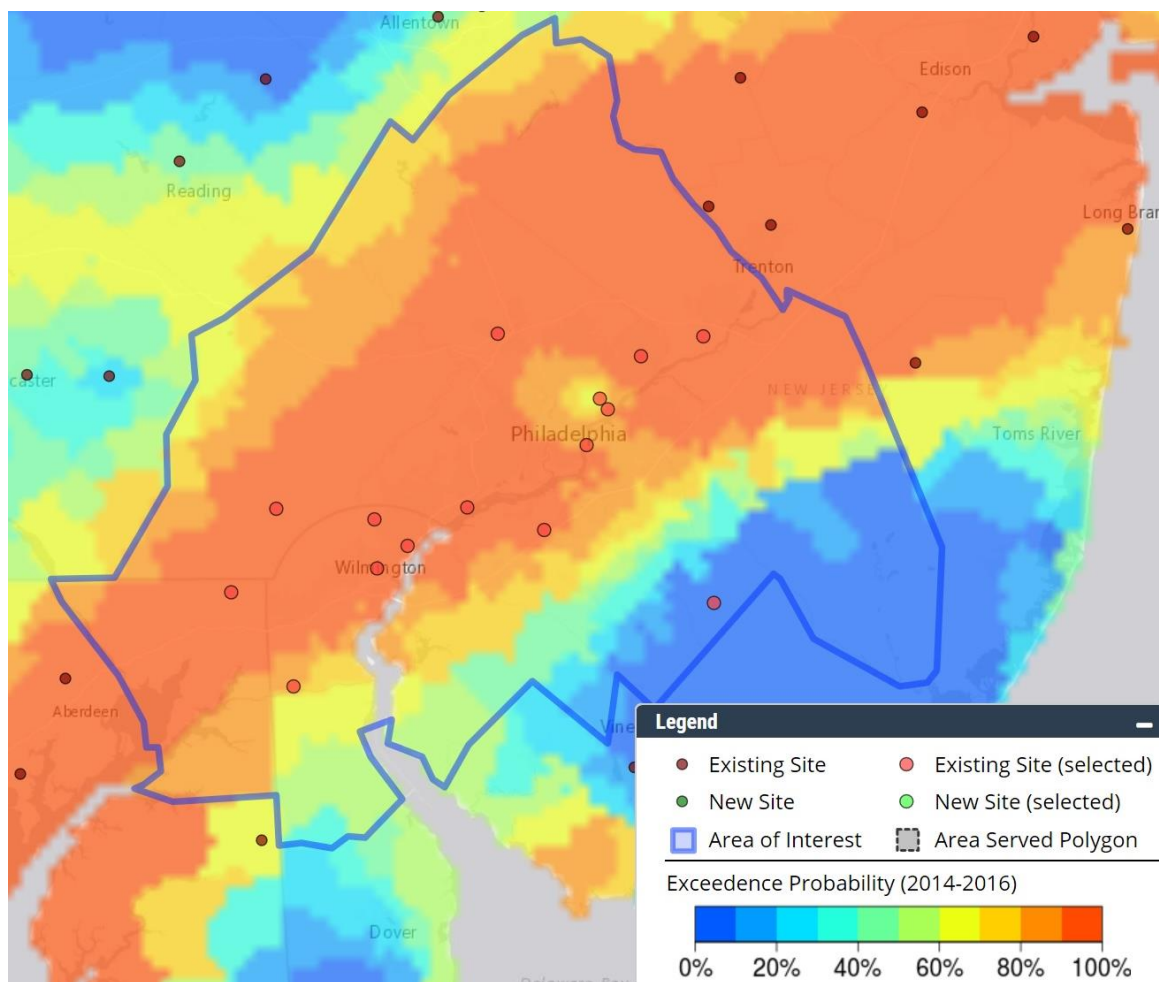 Allentown
Edison
Reading
Long Bran
Trenton
caster
NEW JERSEY
Philadelphia
Toms River
Wilmington
Aberdeen
Vine
Dover
Legend
Existing Site
Existing Site (selected)
New Site
New Site (selected)
Area of Interest
Area Served Polygon
Exceedence Probability (2014-2016)
0% 20% 40% 60% 80% 100%